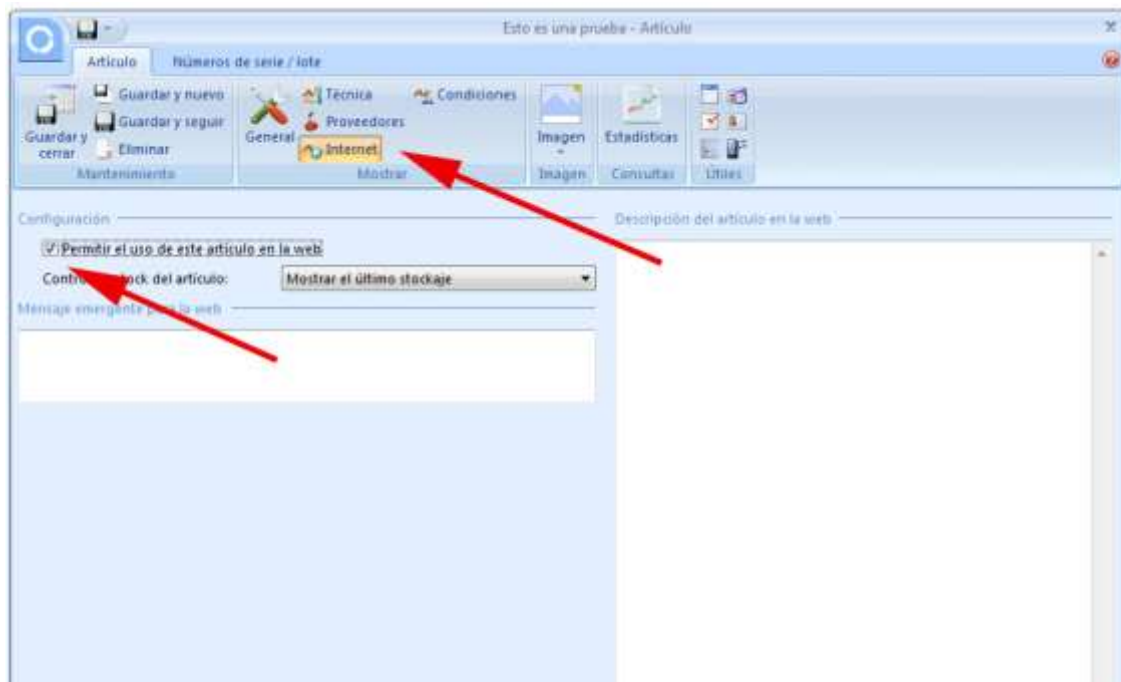 Esto es una prueba - Artículo
Artículo
Números de serie / lote
Guardar y cerrar
Guardar y nuevo
Guardar y seguir
Eliminar
Mantenimiento
General
Técnica
Proveedores
Internet
Condiciones
Mostrar
Imagen
Imagen
Estadísticas
Consultas
Útiles
Configuración
Permitir el uso de este artículo en la web
del artículo:
Mostrar el último stockaje
Mensaje emergente para la web
Descripción del artículo en la web